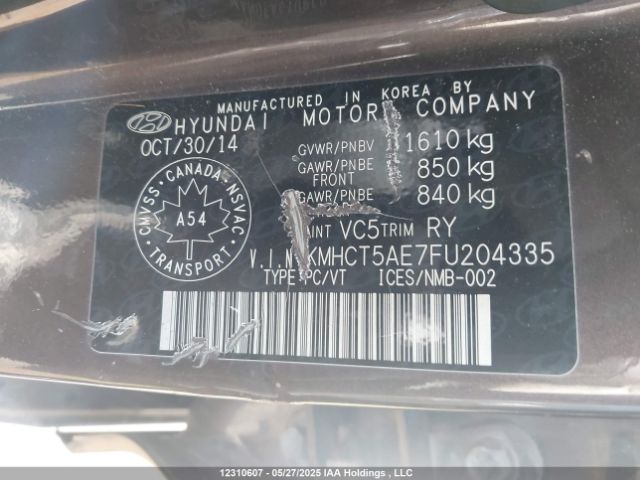 MANUFACTURED IN KOREA BY
HYUNDAI MOTOR COMPANY
OCT/30/14
GVWR/PNBV 1610 kg
GAWR/PNBE FRONT 850 kg
GAWR/PNBE 840 kg
VC5 TRIM RY
V.I.N KMHCT5AE7FU204335
TYPE PC/VT ICES/NMB-002
CMVSS · CANADA · NSVAC
A54
TRANSPORT
12310607 - 05/27/2025 IAA Holdings , LLC